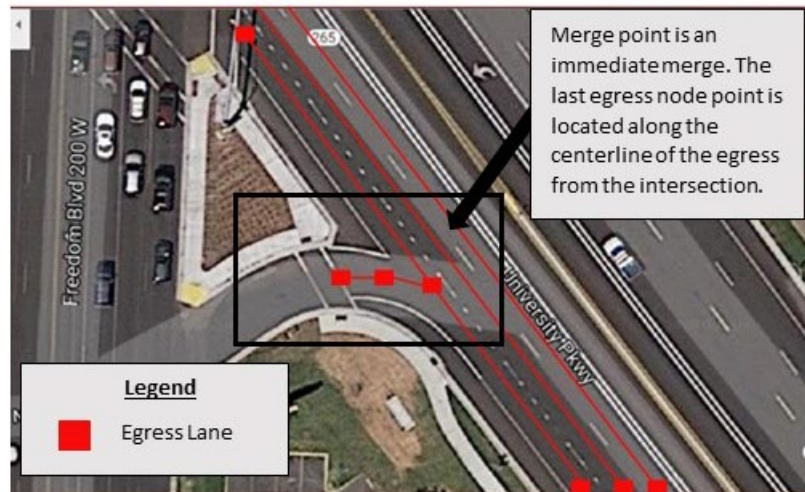 265
Merge point is an
immediate merge. The
last egress node point is
located along the
centerline of the egress
from the intersection.
Freedom Blvd 200 W
University Pkwy
Legend
Egress Lane
N